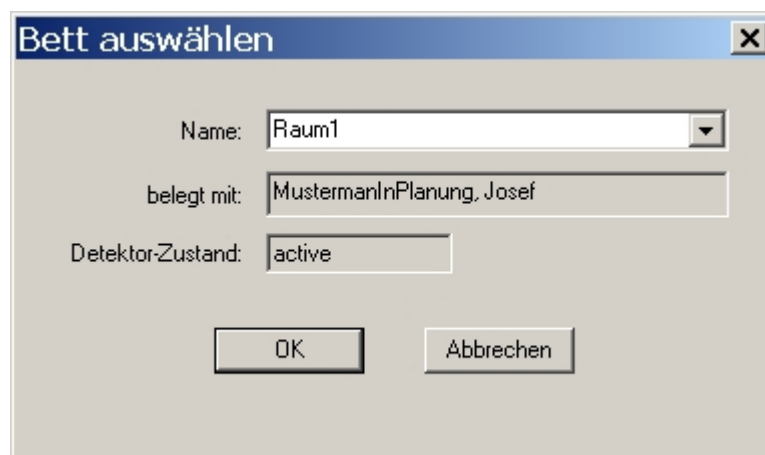 Bett auswählen
Name: Raum1
belegt mit: MustermanInPlanung, Josef
Detektor-Zustand: active
OK Abbrechen